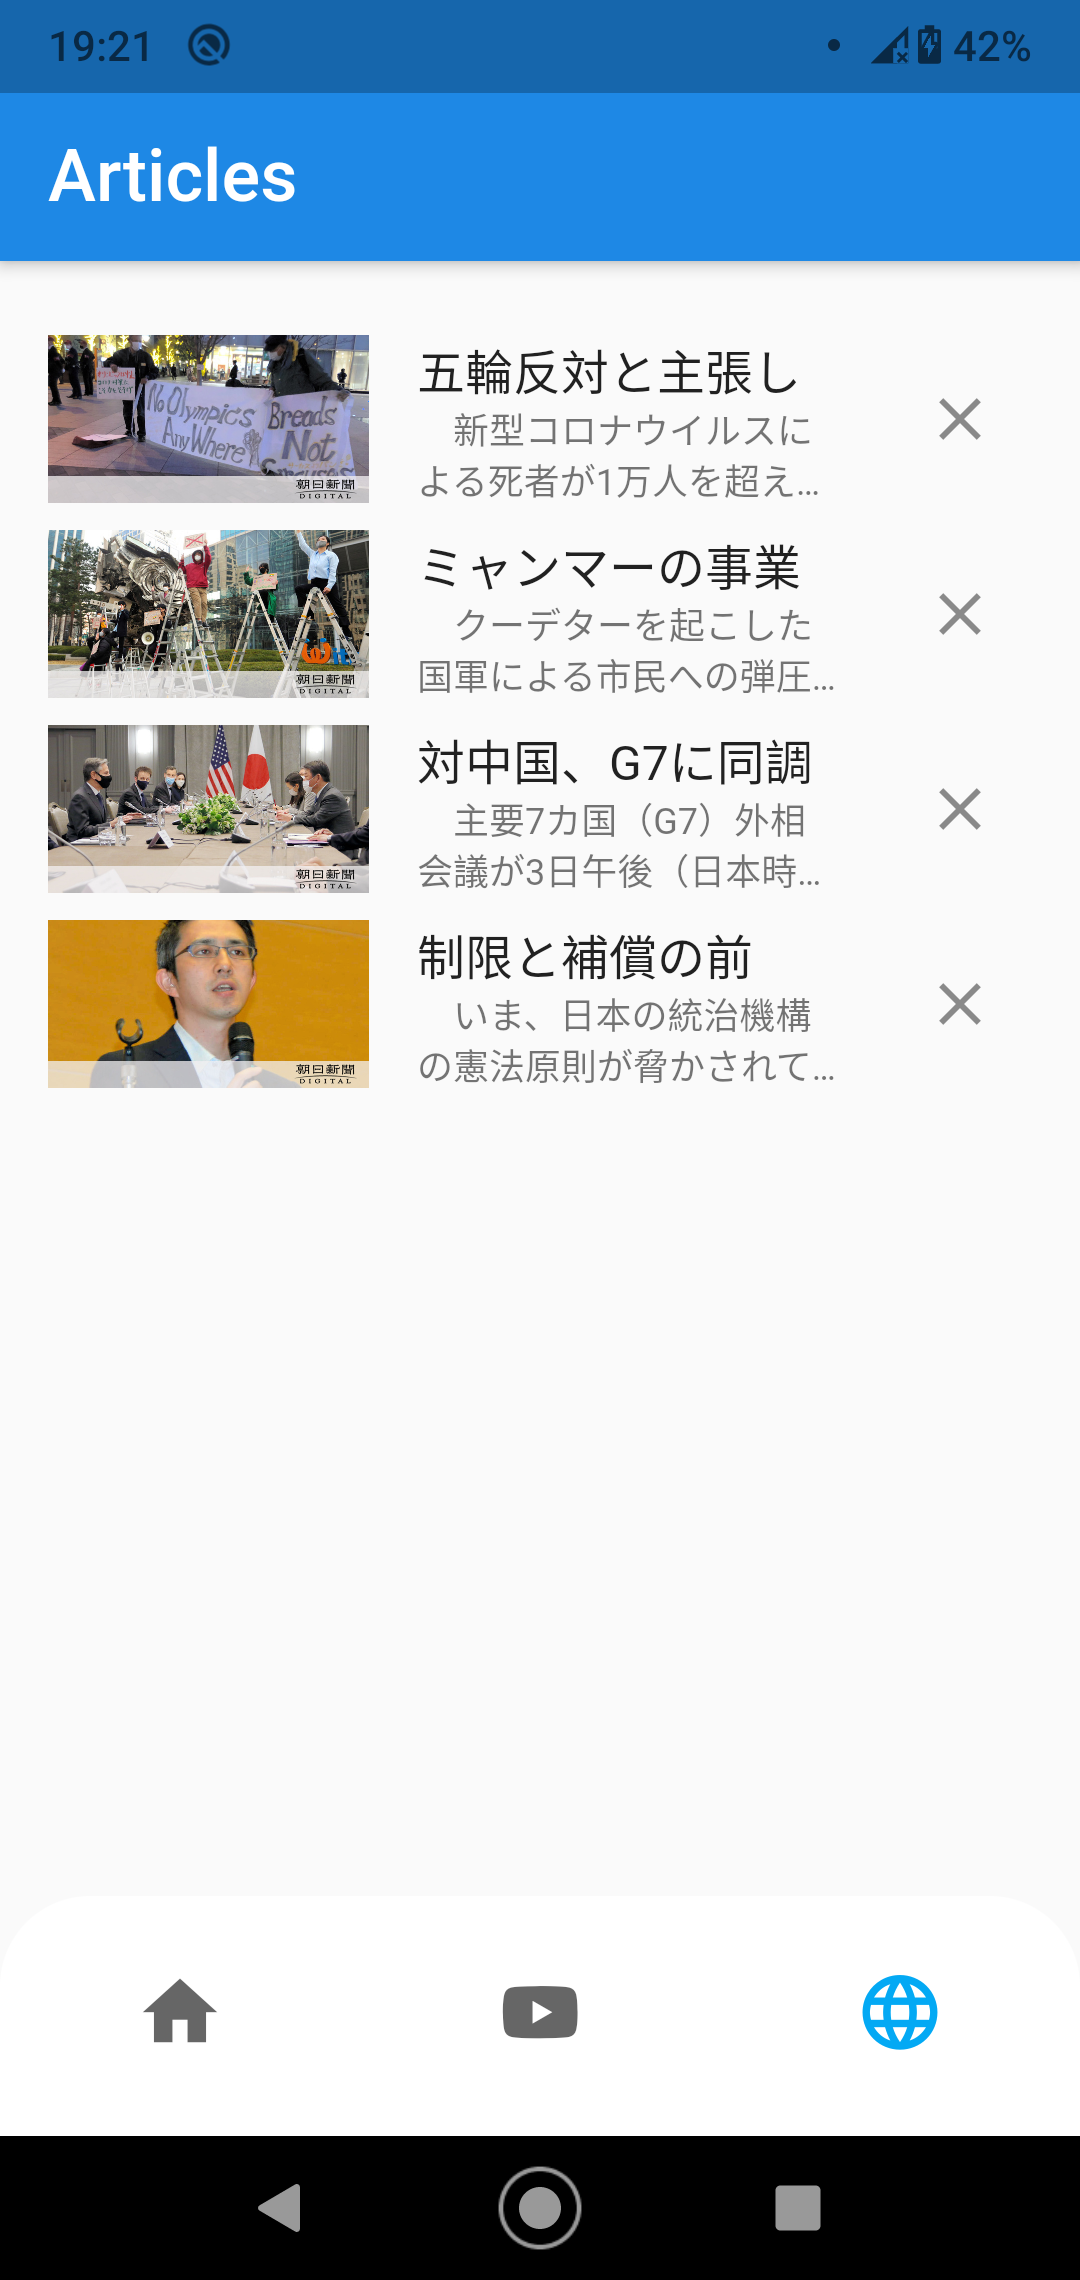 19:21
42%
Articles
No Olympics
AnyWhere
Breads
Not
朝日新聞
DIGITAL
五輪反対と主張し
新型コロナウイルスに
よる死者が1万人を超え…
朝日新聞
DIGITAL
ミャンマーの事業
クーデターを起こした
国軍による市民への弾圧…
朝日新聞
DIGITAL
対中国、G7に同調
主要7カ国（G7）外相
会議が3日午後（日本時…
朝日新聞
DIGITAL
制限と補償の前
いま、日本の統治機構
の憲法原則が脅かされて…